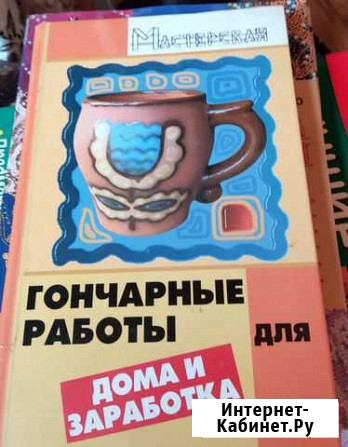 МАСТЕРСКАЯ
ГОНЧАРНЫЕ
РАБОТЫ ДЛЯ
ДОМА И
ЗАРАБОТКА
Интернет-
Кабинет.Ру